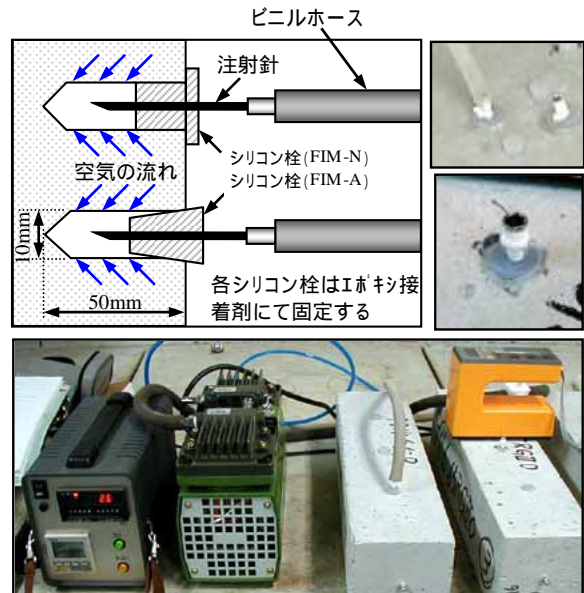 ビニルホース
注射針
シリコン栓(FIM-N)
シリコン栓(FIM-A)
空気の流れ
10mm
50mm
各シリコン栓はエポキシ接
着剤にて固定する
26